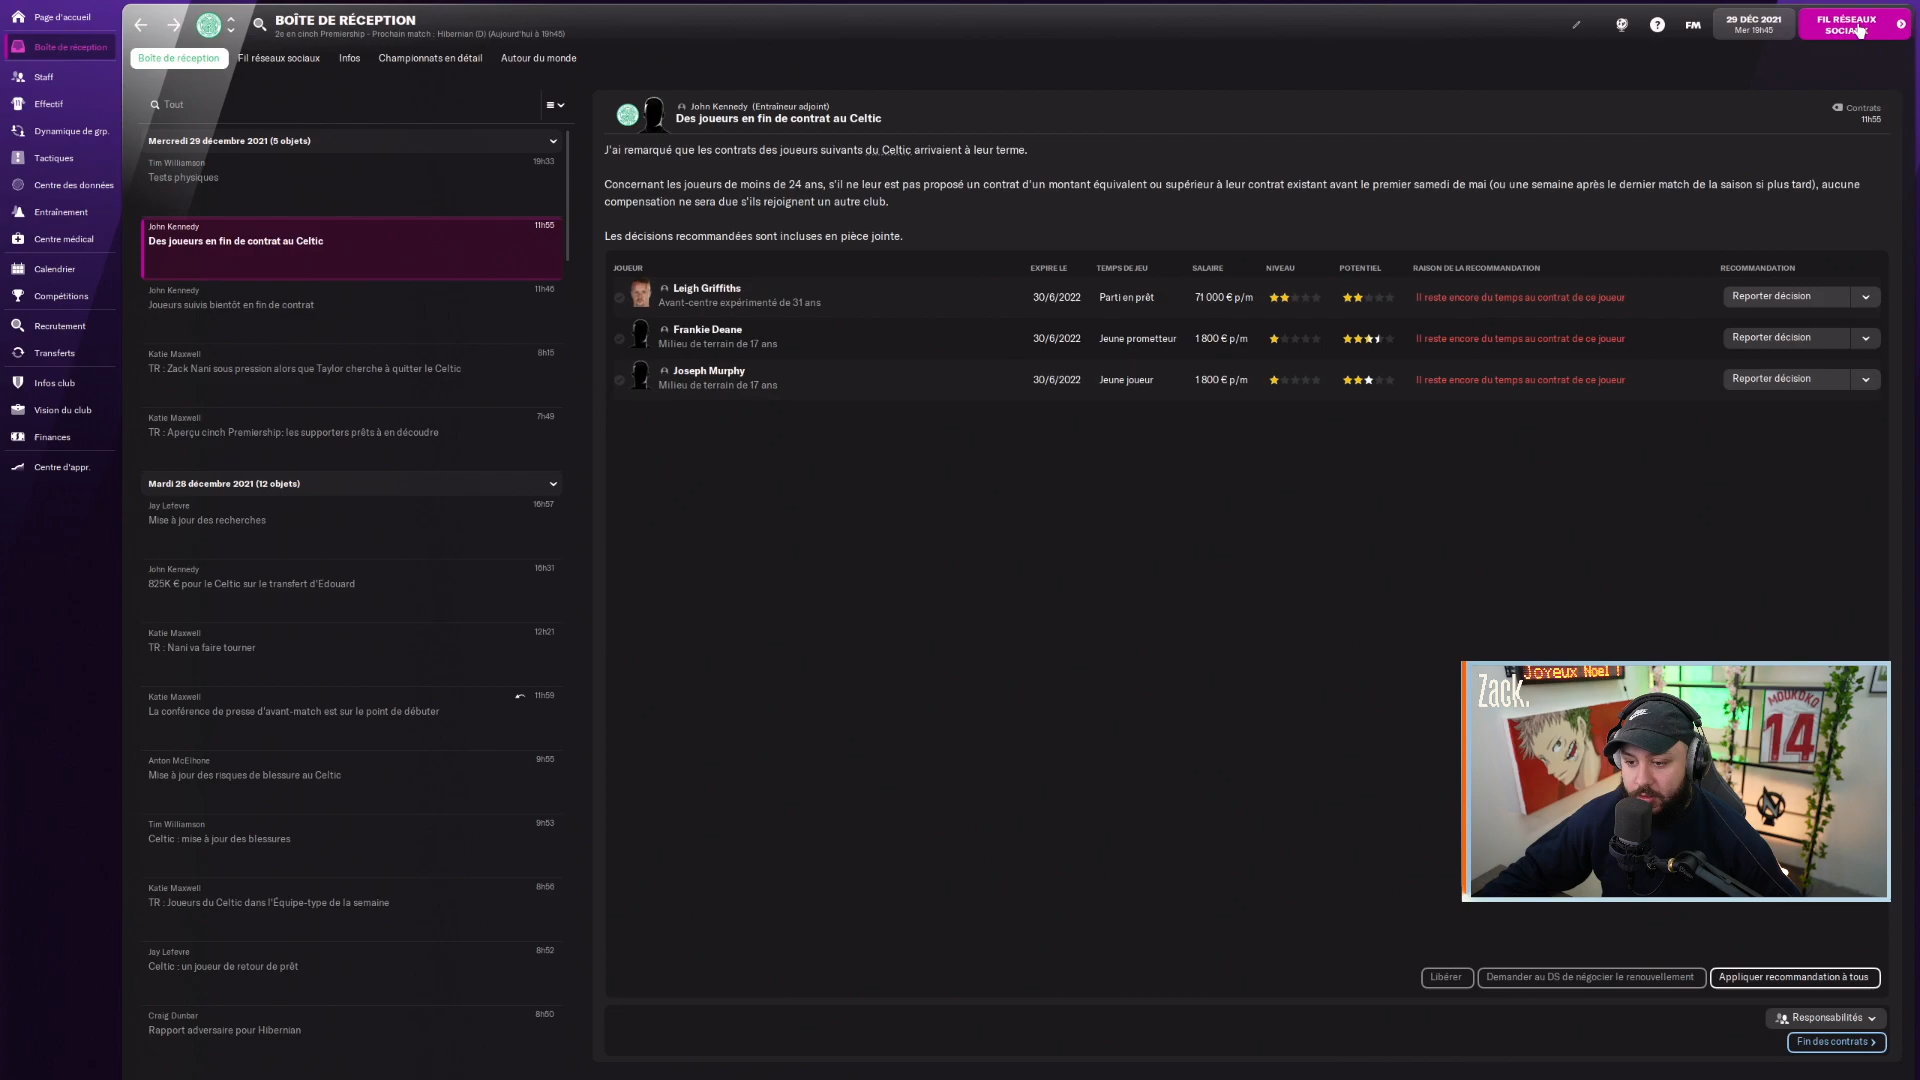 Page d'accueil
Boîte de réception
Staff
Effectif
Dynamique de grp.
Tactiques
Centre des données
Entraînement
Centre médical
Calendrier
Compétitions
Recrutement
Transferts
Infos club
Vision du club
Finances
Centre d'appr.
BOÎTE DE RÉCEPTION
2e en cinch Premiership - Prochain match : Hibernian (D) (Aujourd'hui à 19h45)
FM
29 DÉC 2021
Mer 19h45
FIL RÉSEAUX
SOCIAUX
Boîte de réception
Fil réseaux sociaux
Infos
Championnats en détail
Autour du monde
Tout
Mercredi 29 décembre 2021 (5 objets)
Tim Williamson 19h33
Tests physiques
John Kennedy 11h55
Des joueurs en fin de contrat au Celtic
John Kennedy 11h46
Joueurs suivis bientôt en fin de contrat
Katie Maxwell 8h15
TR : Zack Nani sous pression alors que Taylor cherche à quitter le Celtic
Katie Maxwell 7h49
TR : Aperçu cinch Premiership: les supporters prêts à en découdre
Mardi 28 décembre 2021 (12 objets)
Jay Lefevre 16h57
Mise à jour des recherches
John Kennedy 16h31
825K € pour le Celtic sur le transfert d'Edouard
Katie Maxwell 12h21
TR : Nani va faire tourner
Katie Maxwell 11h59
La conférence de presse d'avant-match est sur le point de débuter
Anton McElhone 9h55
Mise à jour des risques de blessure au Celtic
Tim Williamson 9h53
Celtic : mise à jour des blessures
Katie Maxwell 8h56
TR : Joueurs du Celtic dans l'Équipe-type de la semaine
Jay Lefevre 8h52
Celtic : un joueur de retour de prêt
Craig Dunbar 8h50
Rapport adversaire pour Hibernian
John Kennedy (Entraîneur adjoint)
Des joueurs en fin de contrat au Celtic
Contrats
11h55
J'ai remarqué que les contrats des joueurs suivants du Celtic arrivaient à leur terme.
Concernant les joueurs de moins de 24 ans, s'il ne leur est pas proposé un contrat d'un montant équivalent ou supérieur à leur contrat existant avant le premier samedi de mai (ou une semaine après le dernier match de la saison si plus tard), aucune
compensation ne sera due s'ils rejoignent un autre club.
Les décisions recommandées sont incluses en pièce jointe.
JOUEUR EXPIRE LE TEMPS DE JEU SALAIRE NIVEAU POTENTIEL RAISON DE LA RECOMMANDATION RECOMMANDATION
Leigh Griffiths
Avant-centre expérimenté de 31 ans
30/6/2022 Parti en prêt 71 000 € p/m Il reste encore du temps au contrat de ce joueur Reporter décision
Frankie Deane
Milieu de terrain de 17 ans
30/6/2022 Jeune prometteur 1 800 € p/m Il reste encore du temps au contrat de ce joueur Reporter décision
Joseph Murphy
Milieu de terrain de 17 ans
30/6/2022 Jeune joueur 1 800 € p/m Il reste encore du temps au contrat de ce joueur Reporter décision
Joyeux Noel !
Zack.
MOUKOKO
14
Libérer
Demander au DS de négocier le renouvellement
Appliquer recommandation à tous
Responsabilités
Fin des contrats